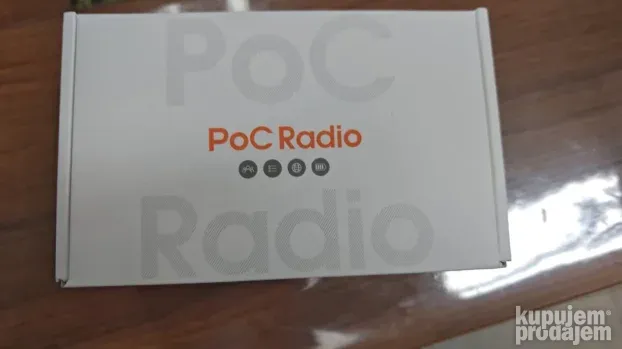 PoC
PoC Radio
Radio
kupujem
prodajem